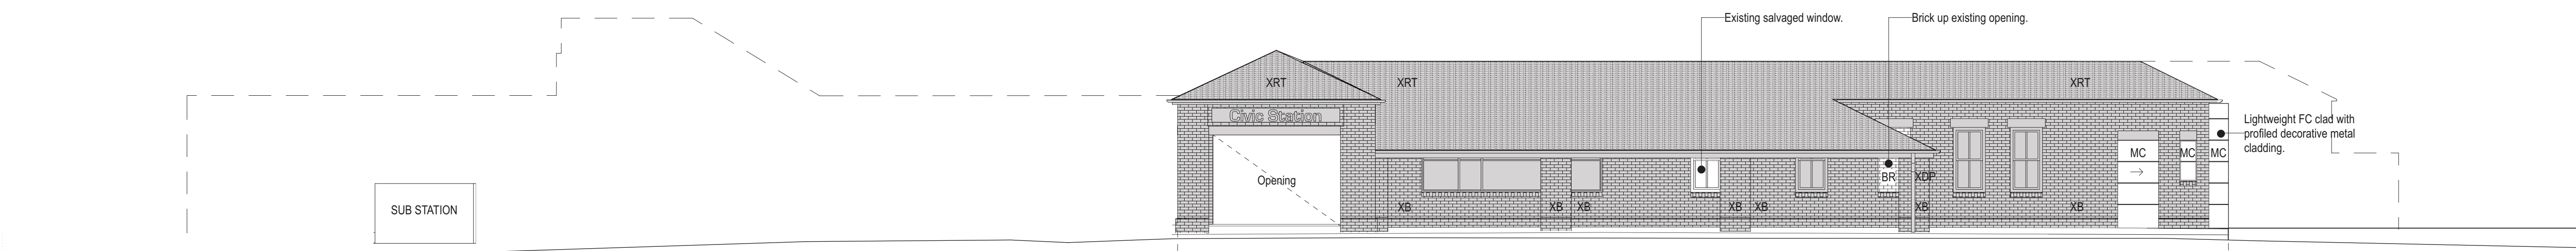 Existing salvaged window.
Brick up existing opening.
XRT
XRT
XRT
Civic Station
Lightweight FC clad with
profiled decorative metal
cladding.
MC
MC
MC
Opening
BR
XDP
SUB STATION
XB
XB
XB
XB
XB
XB
XB